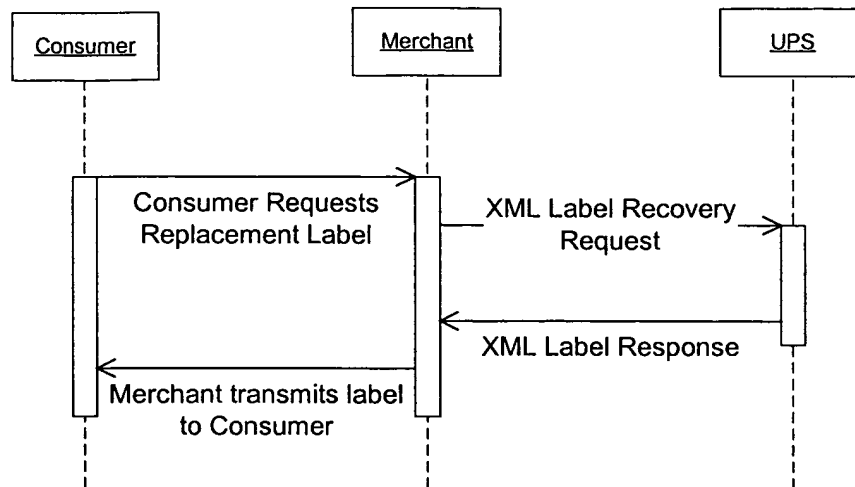 Consumer
Merchant
UPS
Consumer Requests
Replacement Label
XML Label Recovery
Request
XML Label Response
Merchant transmits label
to Consumer